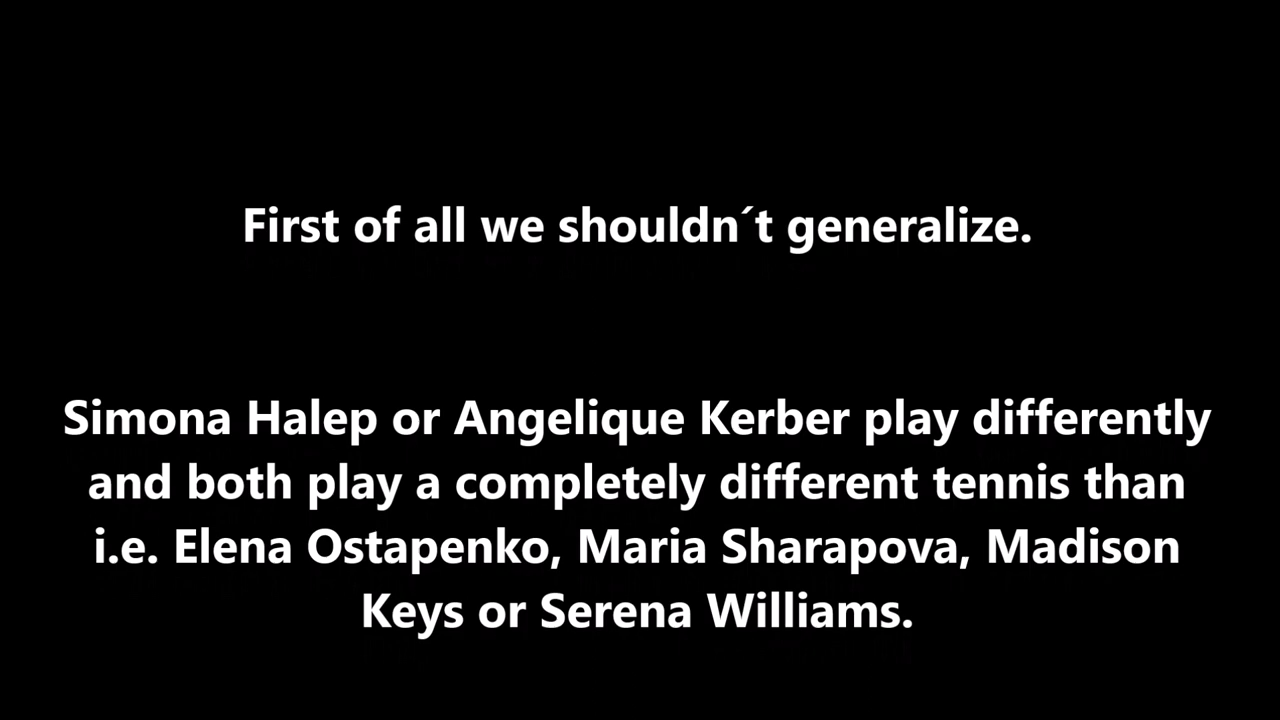 First of all we shouldn´t generalize.
Simona Halep or Angelique Kerber play differently
and both play a completely different tennis than
i.e. Elena Ostapenko, Maria Sharapova, Madison
Keys or Serena Williams.